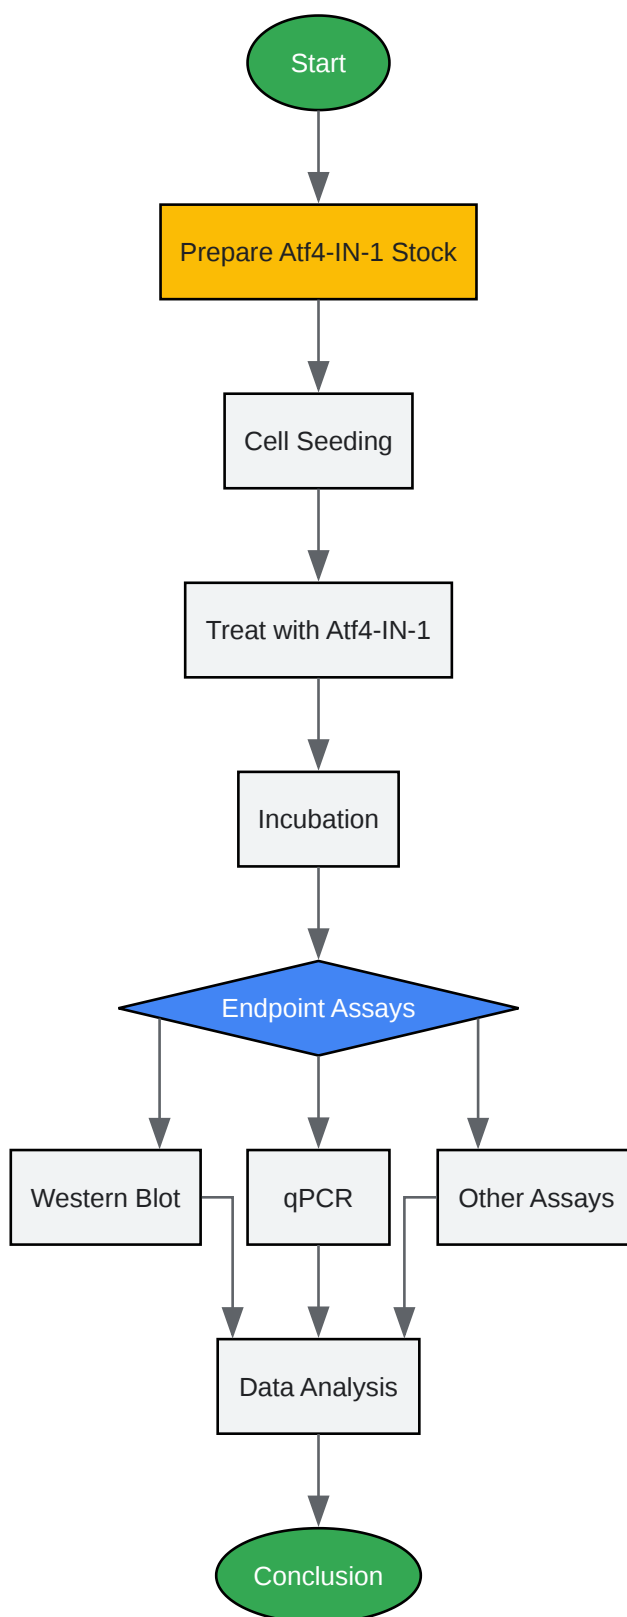 Start
Prepare Atf4-IN-1 Stock
Cell Seeding
Treat with Atf4-IN-1
Incubation
Endpoint Assays
Western Blot
qPCR
Other Assays
Data Analysis
Conclusion